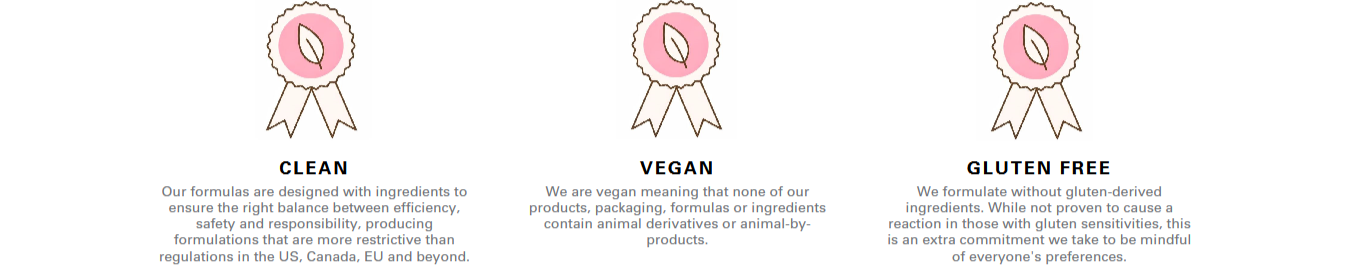 CLEAN
Our formulas are designed with ingredients to
ensure the right balance between efficiency,
safety and responsibility, producing
formulations that are more restrictive than
regulations in the US, Canada, EU and beyond.
VEGAN
We are vegan meaning that none of our
products, packaging, formulas or ingredients
contain animal derivatives or animal-by-
products.
GLUTEN FREE
We formulate without gluten-derived
ingredients. While not proven to cause a
reaction in those with gluten sensitivities, this
is an extra commitment we take to be mindful
of everyone's preferences.